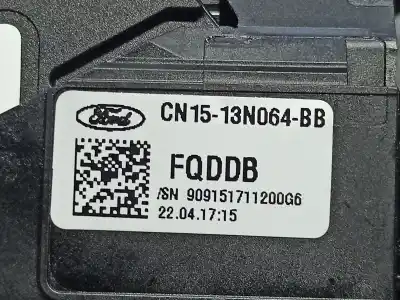 Ford CN15-13N064-BB
FQDDB
/SN 909151711200G6
22.04.17:15